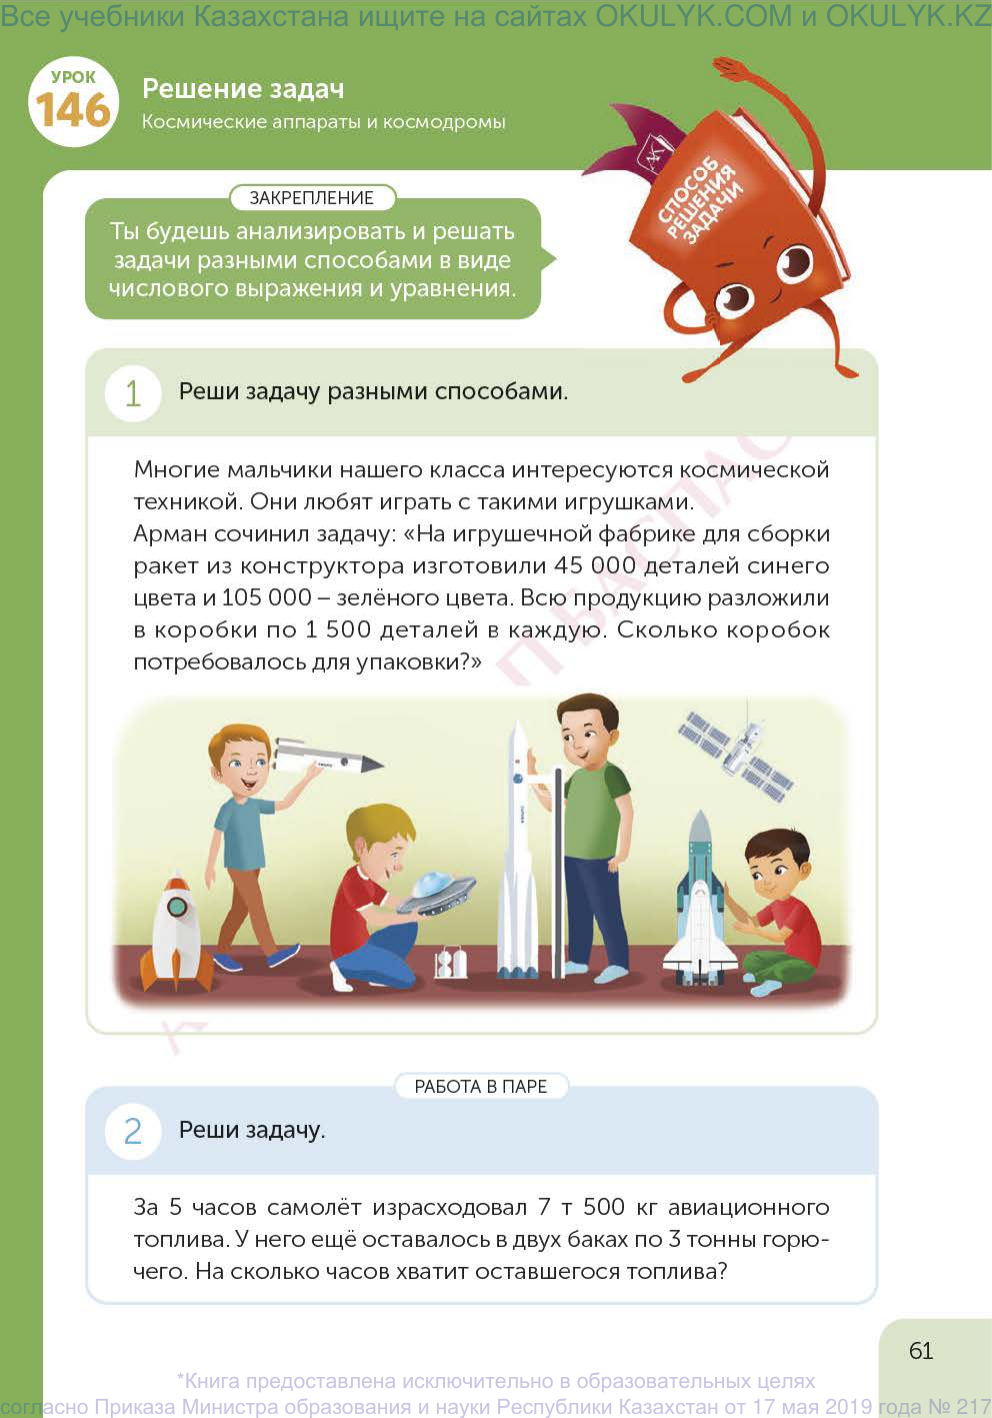 Все учебники Казахстана ищите на сайтах OKULYK.COM и OKULYK.KZ
УРОК
146
Решение задач
Космические аппараты и космодромы
СПОСОБ
РЕШЕНИЯ
ЗАДАЧИ
ЗАКРЕПЛЕНИЕ
Ты будешь анализировать и решать
задачи разными способами в виде
числового выражения и уравнения.
1
Реши задачу разными способами.
Многие мальчики нашего класса интересуются космической
техникой. Они любят играть с такими игрушками.
Арман сочинил задачу: «На игрушечной фабрике для сборки
ракет из конструктора изготовили 45 000 деталей синего
цвета и 105 000 – зелёного цвета. Всю продукцию разложили
в коробки по 1 500 деталей в каждую. Сколько коробок
потребовалось для упаковки?»
РАБОТА В ПАРЕ
2
Реши задачу.
За 5 часов самолёт израсходовал 7 т 500 кг авиационного
топлива. У него ещё оставалось в двух баках по 3 тонны горю-
чего. На сколько часов хватит оставшегося топлива?
61
*Книга предоставлена исключительно в образовательных целях
согласно Приказа Министра образования и науки Республики Казахстан от 17 мая 2019 года № 217